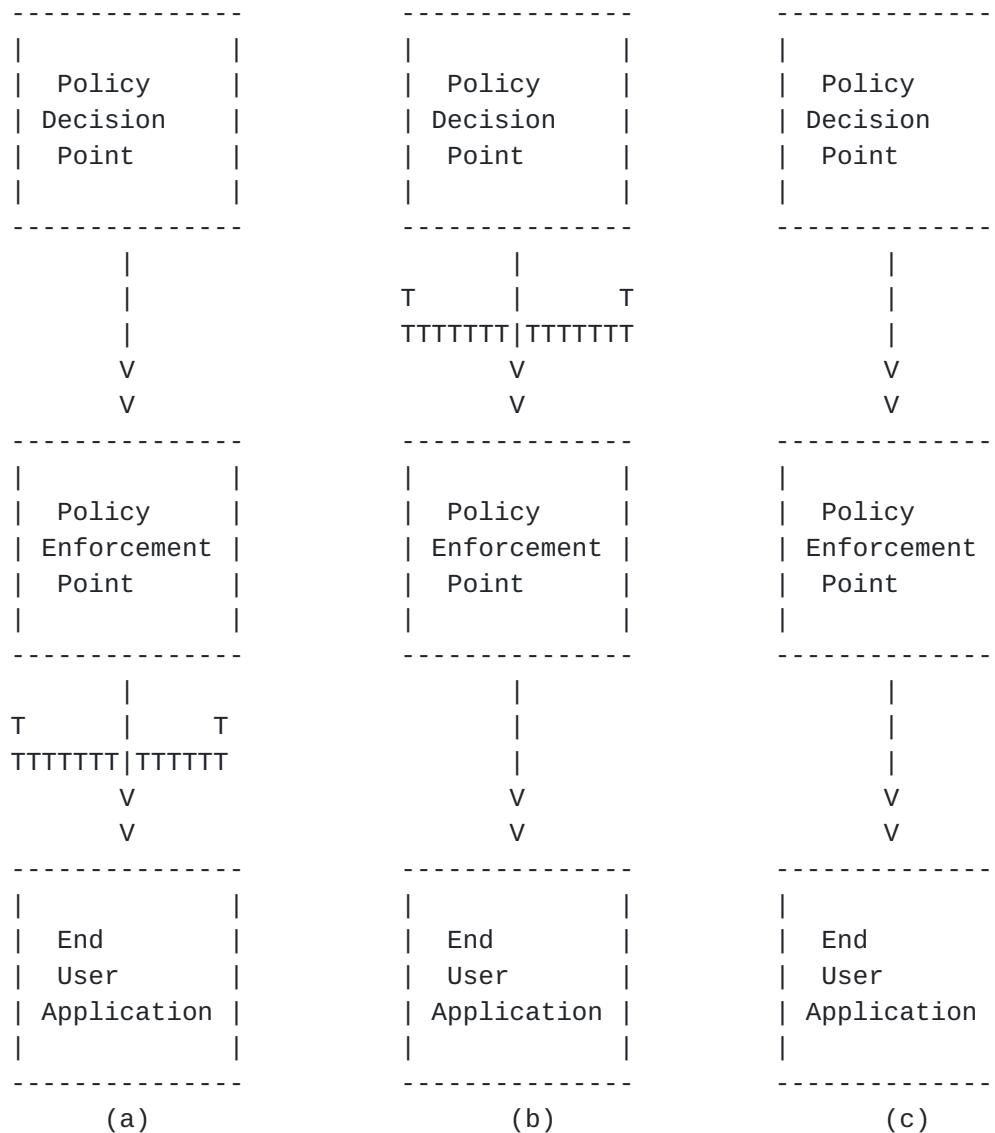 ---------------          ---------------         --------------
|             |          |             |         |
|  Policy     |          |  Policy     |         |  Policy
| Decision    |          | Decision    |         | Decision
|  Point      |          |  Point      |         |  Point
|             |          |             |         |
---------------          ---------------         --------------
       |                        |                       |
       |                 T      |      T                |
       |                 TTTTTTT|TTTTTTT                |
       V                        V                       V
       V                        V                       V
---------------          ---------------         --------------
|             |          |             |         |
|  Policy     |          |  Policy     |         |  Policy
| Enforcement |          | Enforcement |         | Enforcement
|  Point      |          |  Point      |         |  Point
|             |          |             |         |
---------------          ---------------         --------------
       |                        |                       |
T      |     T                  |                       |
TTTTTTT|TTTTTT                  |                       |
       V                        V                       V
       V                        V                       V
---------------          ---------------         --------------
|             |          |             |         |
|  End        |          |  End        |         |  End
|  User       |          |  User       |         |  User
| Application |          | Application |         | Application
|             |          |             |         |
---------------          ---------------         --------------
      (a)                       (b)                     (c)